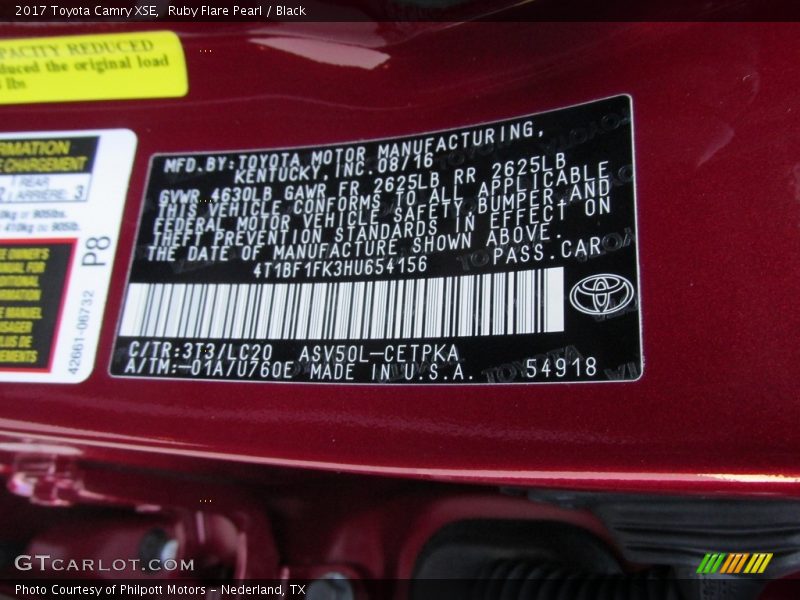 2017 Toyota Camry XSE,  Ruby Flare Pearl / Black
PACITY REDUCED
duced the original load
lbs
MFD.BY:TOYOTA MOTOR MANUFACTURING,
KENTUCKY,INC.08/16
GVWR 4630LB GAWR FR 2625LB RR 2625LB
THIS VEHICLE CONFORMS TO ALL APPLICABLE
FEDERAL MOTOR VEHICLE SAFETY,BUMPER,AND
THEFT PREVENTION STANDARDS IN EFFECT ON
THE DATE OF MANUFACTURE SHOWN ABOVE.
4T1BF1FK3HU654156 PASS.CAR
C/TR:3T3/LC20 ASV50L-CETPKA
A/TM:-01A/U760E MADE IN U.S.A. 54918
RMATION
E CHARGEMENT
REAR
ARRIÈRE: 3
P8
42661-06732
GTCARLOT.COM
Photo Courtesy of Philpott Motors - Nederland, TX